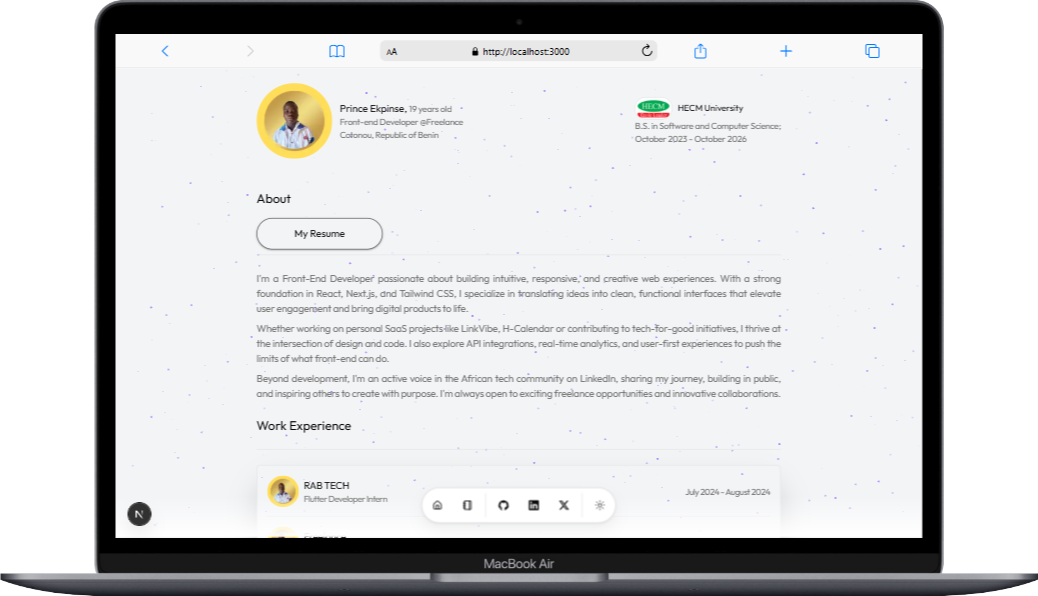 AA
http://localhost:3000
Prince Ekpinse, 19 years old
Front-end Developer @Freelance
Cotonou, Republic of Benin
HECM
HECM University
B.S. in Software and Computer Science;
October 2023 - October 2026
About
My Resume
I'm a Front-End Developer passionate about building intuitive, responsive, and creative web experiences. With a strong
foundation in React, Next.js, and Tailwind CSS, I specialize in translating ideas into clean, functional interfaces that elevate
user engagement and bring digital products to life.
Whether working on personal SaaS projects like LinkVibe, H-Calendar or contributing to tech-for-good initiatives, I thrive at
the intersection of design and code. I also explore API integrations, real-time analytics, and user-first experiences to push the
limits of what front-end can do.
Beyond development, I'm an active voice in the African tech community on LinkedIn, sharing my journey, building in public,
and inspiring others to create with purpose. I'm always open to exciting freelance opportunities and innovative collaborations.
Work Experience
RAB TECH
Flutter Developer Intern
July 2024 - August 2024
N
in
X
MacBook Air